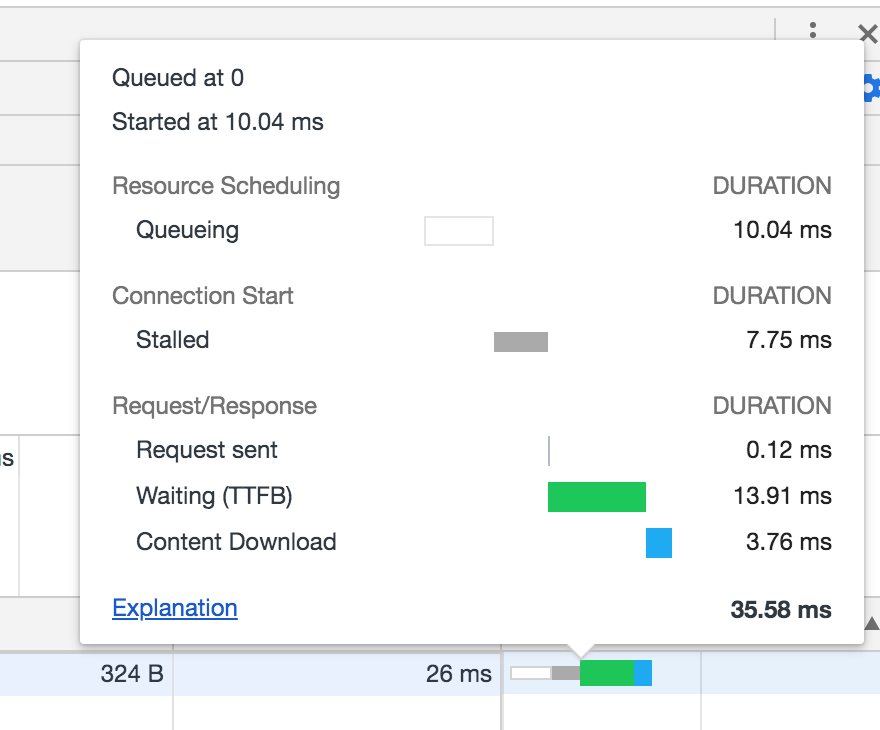 Queued at 0
Started at 10.04 ms
Resource Scheduling DURATION
Queueing 10.04 ms
Connection Start DURATION
Stalled 7.75 ms
Request/Response DURATION
Request sent 0.12 ms
Waiting (TTFB) 13.91 ms
Content Download 3.76 ms
Explanation 35.58 ms
324 B 26 ms